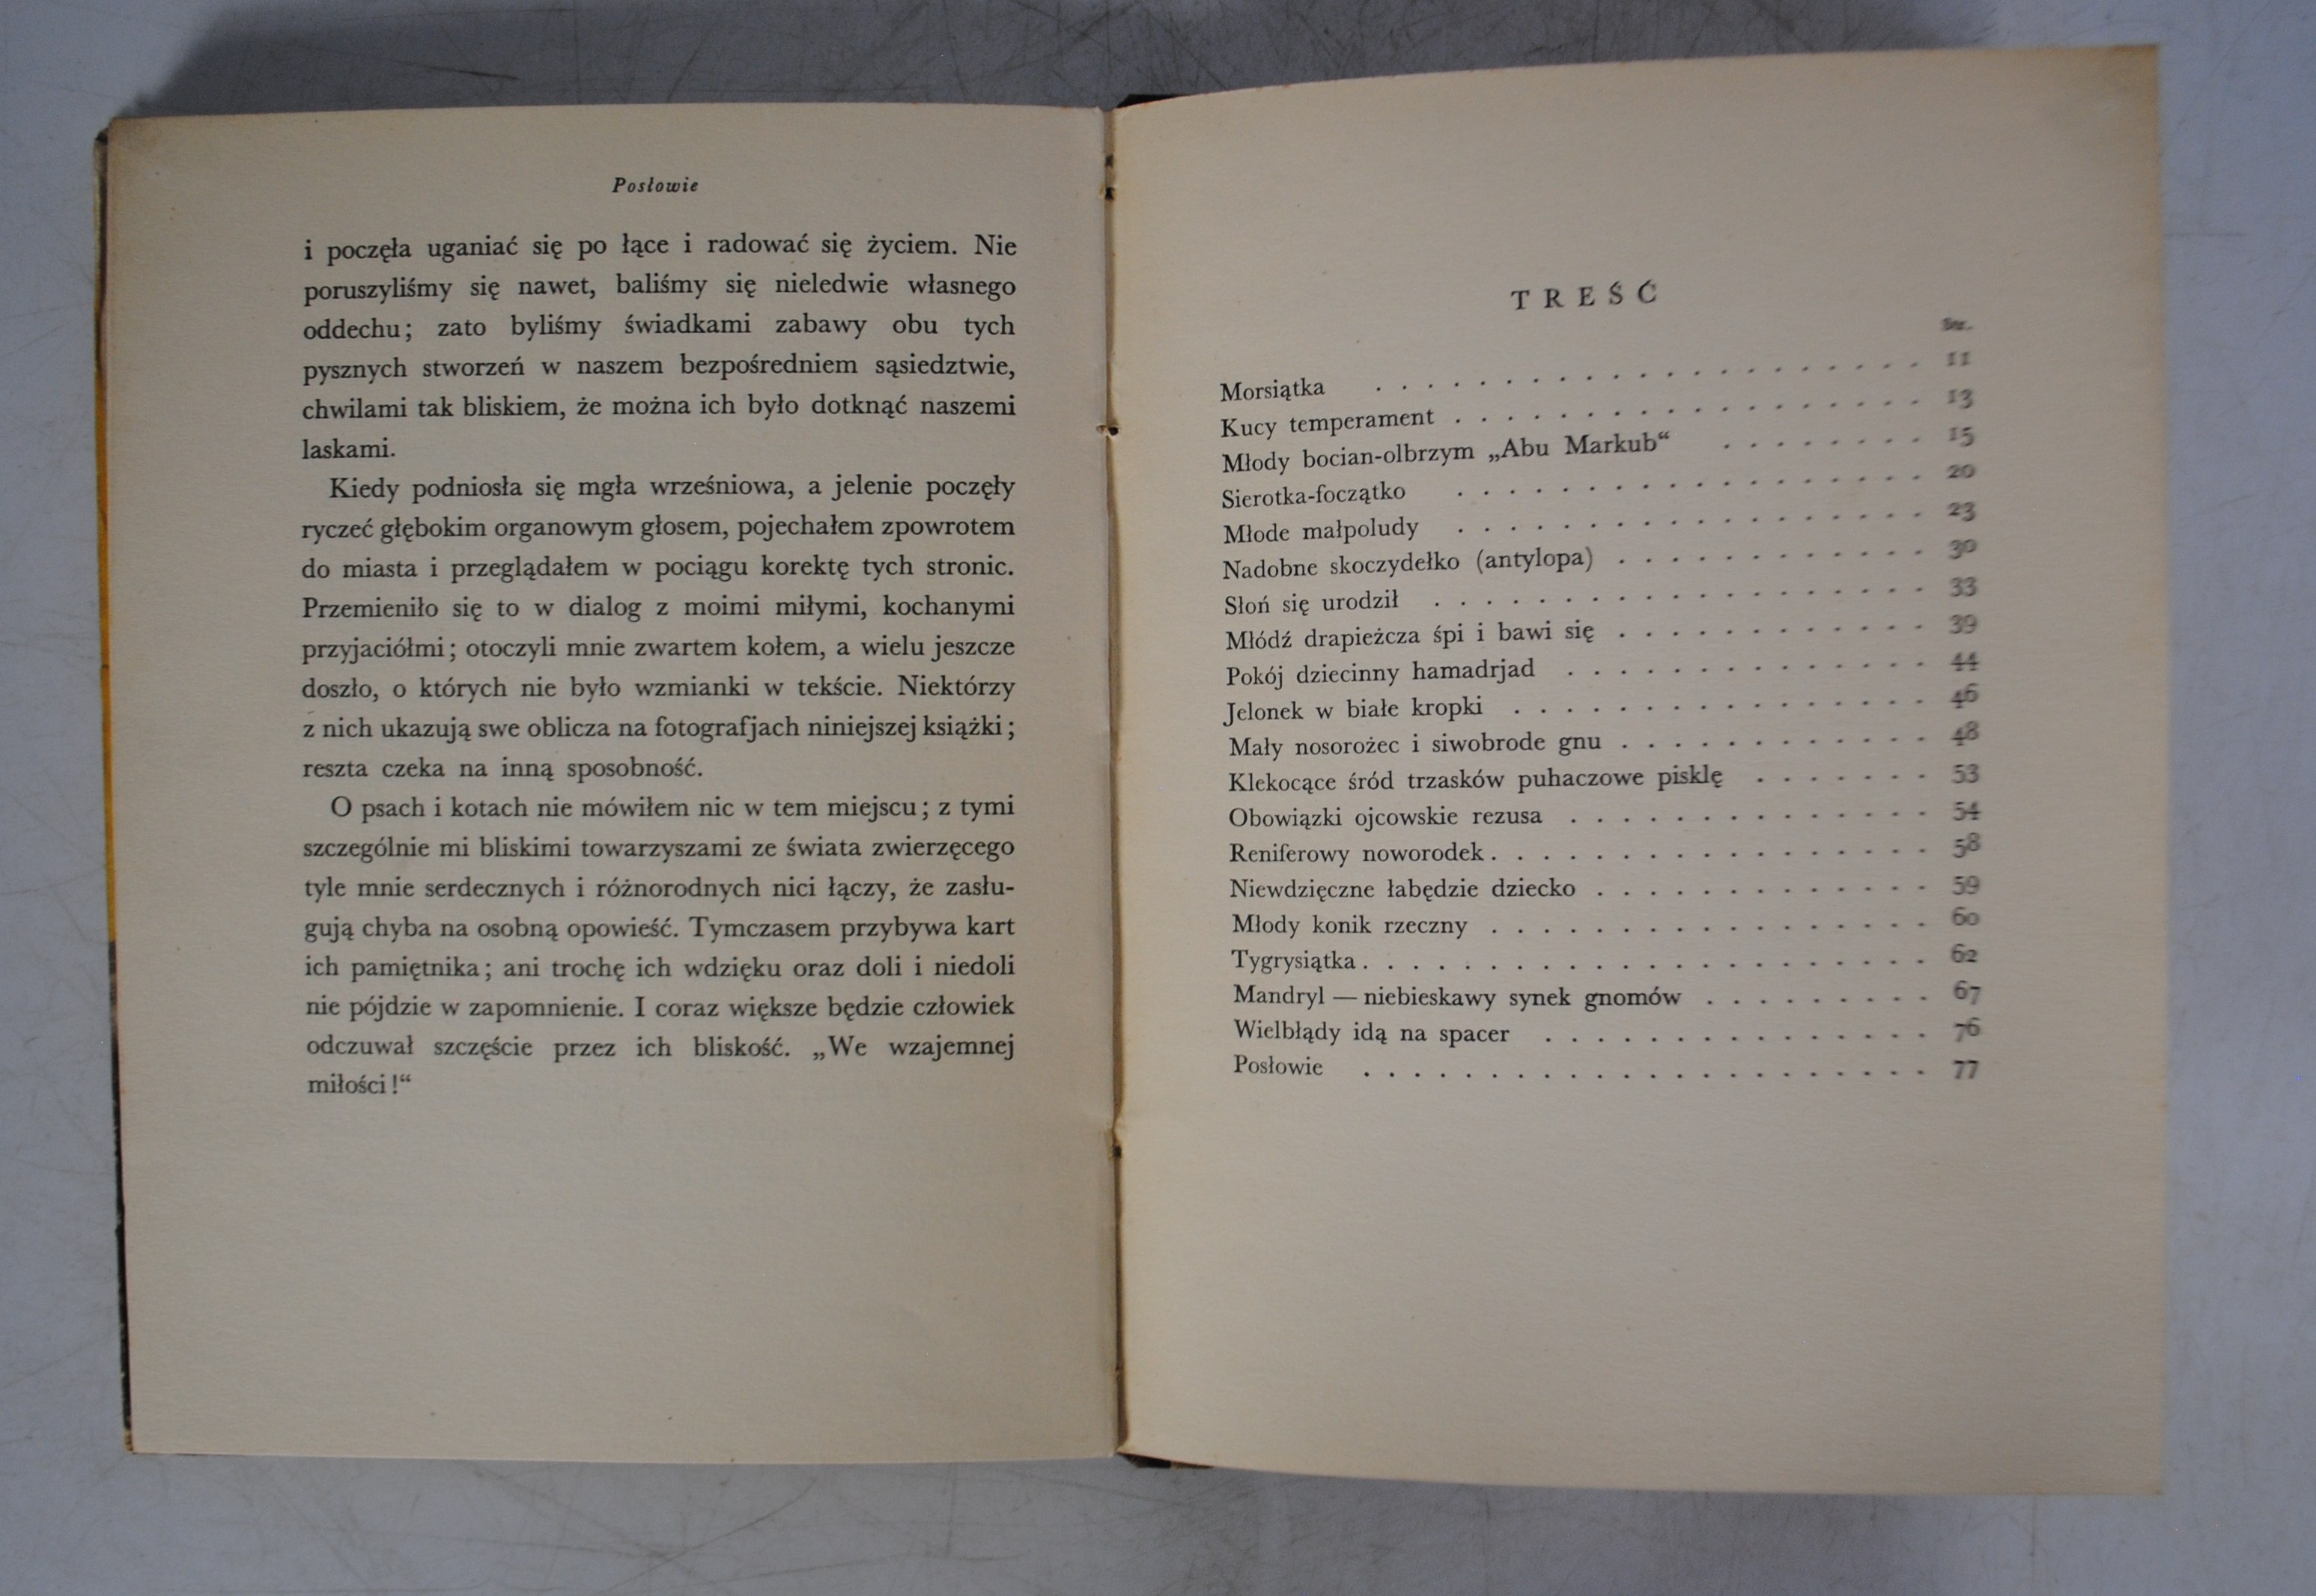 Posłowie
i poczęła uganiać się po łące i radować się życiem. Nie
poruszyliśmy się nawet, baliśmy się nieledwie własnego
oddechu; zato byliśmy świadkami zabawy obu tych
pysznych stworzeń w naszem bezpośredniem sąsiedztwie,
chwilami tak bliskiem, że można ich było dotknąć naszemi
laskami.
Kiedy podniosła się mgła wrześniowa, a jelenie poczęły
ryczeć głębokim organowym głosem, pojechałem zpowrotem
do miasta i przeglądałem w pociągu korektę tych stronic.
Przemieniło się to w dialog z moimi miłymi, kochanymi
przyjaciółmi; otoczyli mnie zwartem kołem, a wielu jeszcze
doszło, o których nie było wzmianki w tekście. Niektórzy
z nich ukazują swe oblicza na fotografjach niniejszej książki;
reszta czeka na inną sposobność.
O psach i kotach nie mówiłem nic w tem miejscu; z tymi
szczególnie mi bliskimi towarzyszami ze świata zwierzęcego
tyle mnie serdecznych i różnorodnych nici łączy, że zasłu-
gują chyba na osobną opowieść. Tymczasem przybywa kart
ich pamiętnika; ani trochę ich wdzięku oraz doli i niedoli
nie pójdzie w zapomnienie. I coraz większe będzie człowiek
odczuwał szczęście przez ich bliskość. „We wzajemnej
miłości!“
TREŚĆ
Str.
Morsiątka . . . . . . . . . . . . . . . . . . . . . 11
Kucy temperament . . . . . . . . . . . . . . . . . . 13
Młody bocian-olbrzym „Abu Markub“ . . . . . . . . 15
Sierotka-foczątko . . . . . . . . . . . . . . . . . . 20
Młode małpoludy . . . . . . . . . . . . . . . . . . 23
Nadobne skoczydełko (antylopa) . . . . . . . . . . . . 30
Słoń się urodził . . . . . . . . . . . . . . . . . . . 33
Młódź drapieżcza śpi i bawi się . . . . . . . . . . . . 39
Pokój dziecinny hamadrjad . . . . . . . . . . . . . . 44
Jelonek w białe kropki . . . . . . . . . . . . . . . . 46
Mały nosorożec i siwobrode gnu . . . . . . . . . . . . 48
Klekocące śród trzasków puhaczowe pisklę . . . . . . . 53
Obowiązki ojcowskie rezusa . . . . . . . . . . . . . . 54
Reniferowy noworodek . . . . . . . . . . . . . . . . . 58
Niewdzięczne łabędzie dziecko . . . . . . . . . . . . . 59
Młody konik rzeczny . . . . . . . . . . . . . . . . . 60
Tygrysiątka . . . . . . . . . . . . . . . . . . . . . . 62
Mandryl — niebieskawy synek gnomów . . . . . . . . . 67
Wielbłądy idą na spacer . . . . . . . . . . . . . . . 76
Posłowie . . . . . . . . . . . . . . . . . . . . . . 77